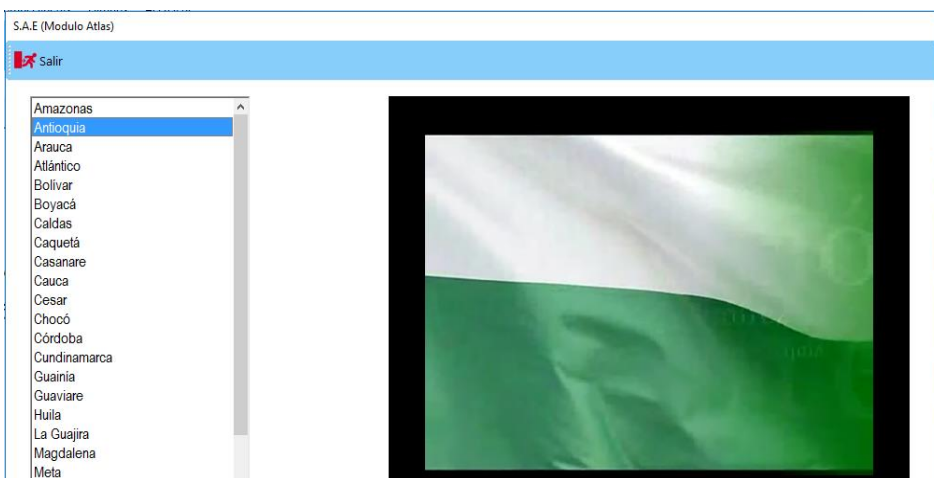 S.A.E (Modulo Atlas)
Salir
Amazonas
Antioquia
Arauca
Atlántico
Bolívar
Boyacá
Caldas
Caquetá
Casanare
Cauca
Cesar
Chocó
Córdoba
Cundinamarca
Guainía
Guaviare
Huila
La Guajira
Magdalena
Meta